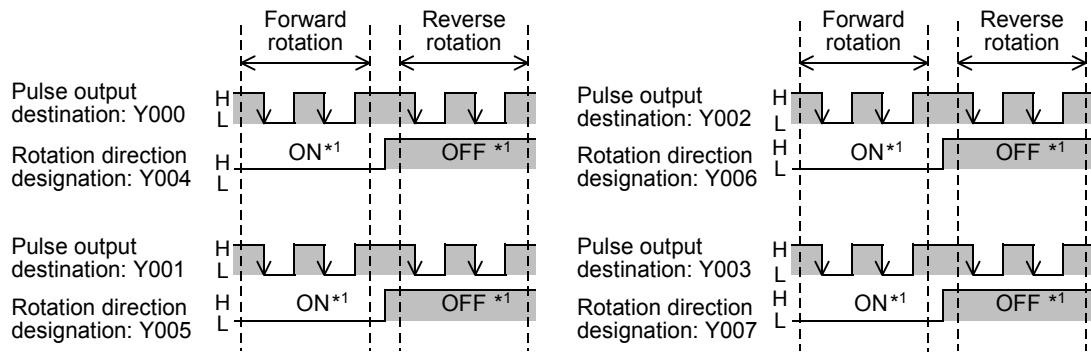 Forward rotation
Reverse rotation
Pulse output
destination: Y000
H
L
Rotation direction
designation: Y004
H
L
ON*1
OFF *1
Pulse output
destination: Y001
H
L
Rotation direction
designation: Y005
H
L
ON*1
OFF *1
Forward rotation
Reverse rotation
Pulse output
destination: Y002
H
L
Rotation direction
designation: Y006
H
L
ON*1
OFF *1
Pulse output
destination: Y003
H
L
Rotation direction
designation: Y007
H
L
ON*1
OFF *1